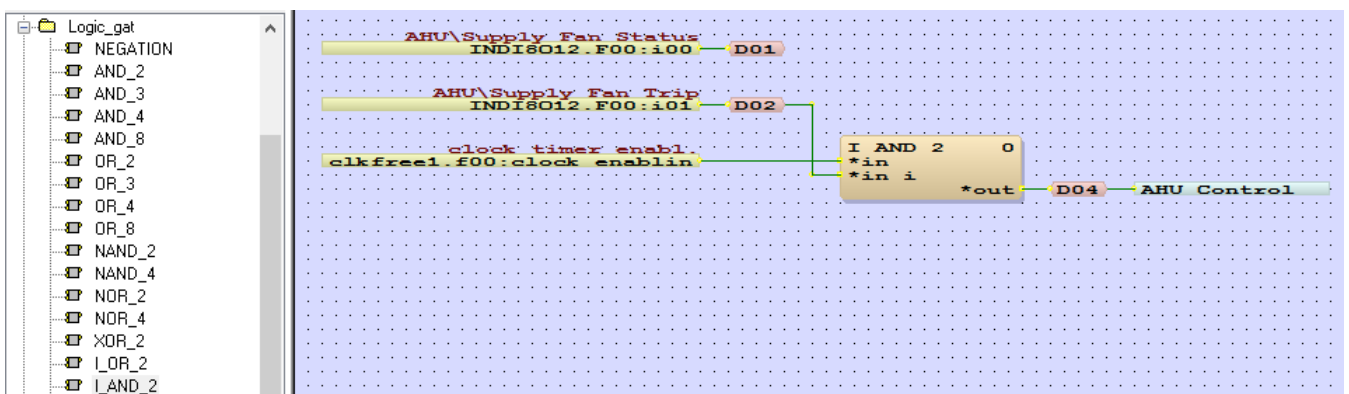 Logic_gat
NEGATION
AND_2
AND_3
AND_4
AND_8
OR_2
OR_3
OR_4
OR_8
NAND_2
NAND_4
NOR_2
NOR_4
XOR_2
I_OR_2
I_AND_2
AHU\Supply Fan Status
INDI8O12.F00:i00
D01
AHU\Supply Fan Trip
INDI8O12.F00:i01
D02
clock timer enabl.
clkfree1.f00:clock enablin
I AND 2 0
*in
*in i
*out
D04
AHU Control